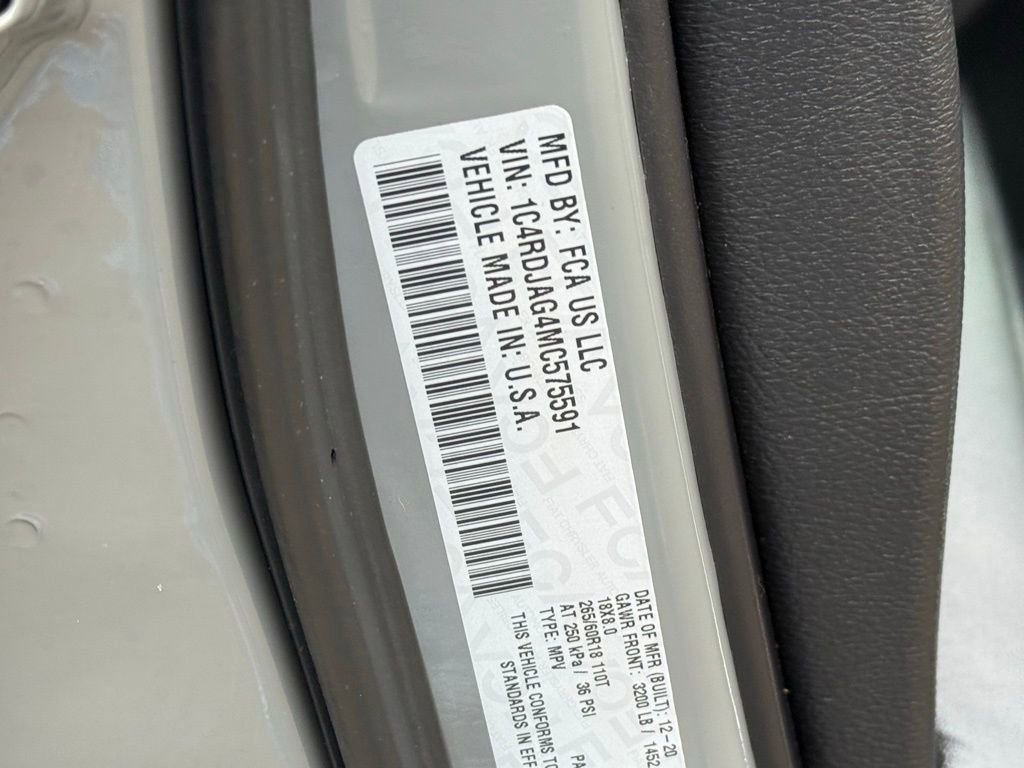 MFD BY: FCA US LLC
VIN: 1C4RDJAG4MC575591
VEHICLE MADE IN: U.S.A.
DATE OF MFR (BUILT): 12-20
GAWR FRONT: 3200 LB / 1452
18X8.0
265/60R18 110T
AT 250 kPa / 36 PSI
TYPE: MPV
THIS VEHICLE CONFORMS TO
STANDARDS IN